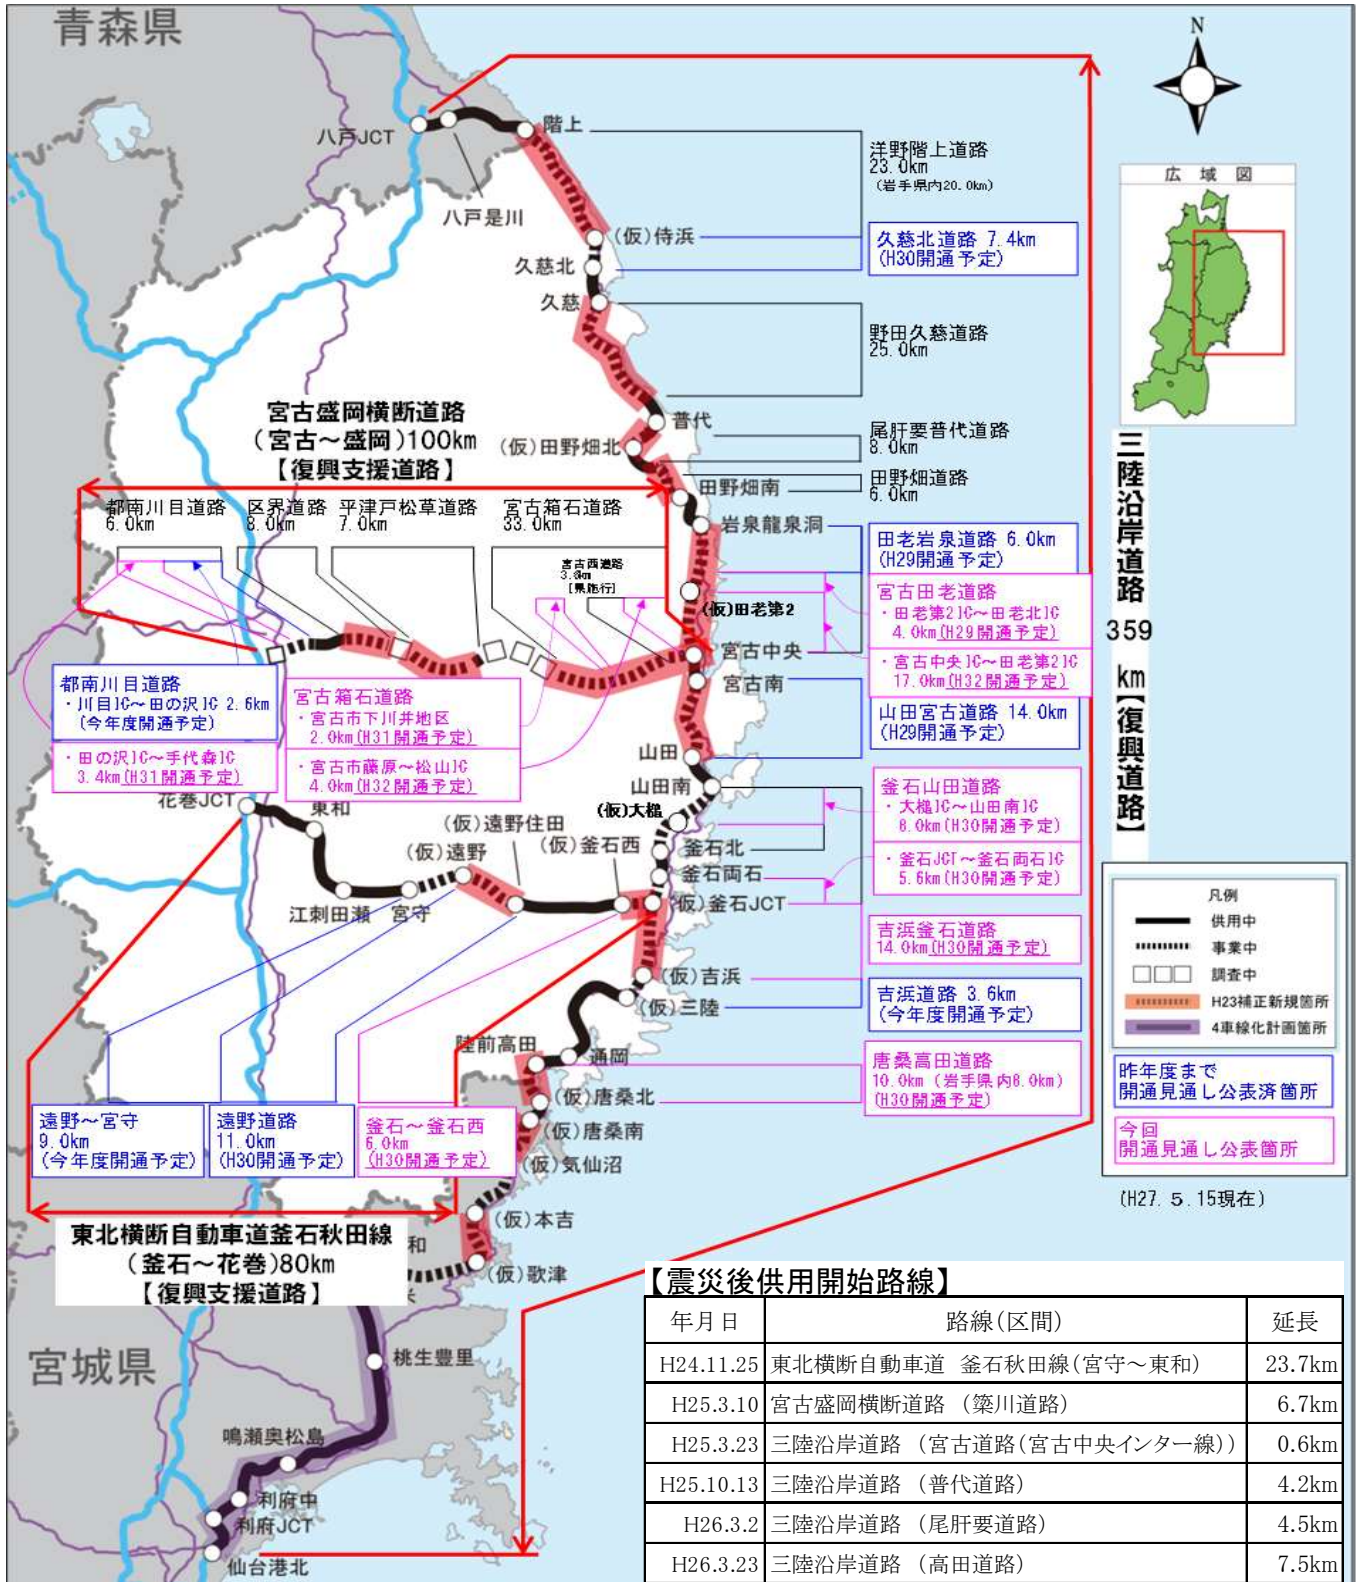 青森県
N
八戸JCT
階上
八戸是川
(仮)侍浜
久慈北
久慈
洋野階上道路
23.0km
(岩手県内20.0km)
久慈北道路 7.4km
(H30開通予定)
野田久慈道路
25.0km
広域図
宮古盛岡横断道路
(宮古～盛岡)100km
【復興支援道路】
普代
(仮)田野畑北
尾肝要普代道路
8.0km
田野畑南
田野畑道路
6.0km
岩泉龍泉洞
都南川目道路
6.0km
区界道路
8.0km
平津戸松草道路
7.0km
宮古箱石道路
33.0km
宮古西道路
[県施行]
田老岩泉道路 6.0km
(H29開通予定)
(仮)田老第2
宮古田老道路
・田老第2IC～田老北IC
4.0km(H29開通予定)
・宮古中央IC～田老第2IC
17.0km(H32開通予定)
三陸沿岸道路 359 km【復興道路】
宮古中央
宮古南
都南川目道路
・川目IC～田の沢IC 2.6km
(今年度開通予定)
・田の沢IC～手代森IC
3.4km(H31開通予定)
宮古箱石道路
・宮古市下川井地区
2.0km(H31開通予定)
・宮古市藤原～松山IC
4.0km(H32開通予定)
山田宮古道路 14.0km
(H29開通予定)
山田
山田南
花巻JCT
東和
(仮)大槌
(仮)遠野住田
(仮)釜石西
(仮)遠野
釜石北
釜石両石
(仮)釜石JCT
江刺田瀬
宮守
釜石山田道路
・大槌IC～山田南IC
8.0km(H30開通予定)
・釜石JCT～釜石両石IC
5.6km(H30開通予定)
吉浜釜石道路
14.0km(H30開通予定)
(仮)吉浜
(仮)三陸
吉浜道路 3.6km
(今年度開通予定)
陸前高田
通岡
唐桑高田道路
10.0km (岩手県内8.0km)
(H30開通予定)
(仮)唐桑北
(仮)唐桑南
(仮)気仙沼
凡例
供用中
事業中
調査中
H23補正新規箇所
4車線化計画箇所
昨年度まで
開通見通し公表済箇所
今回
開通見通し公表箇所
(H27.5.15現在)
遠野～宮守
9.0km
(今年度開通予定)
遠野道路
11.0km
(H30開通予定)
釜石～釜石西
6.0km
(H30開通予定)
(仮)本吉
(仮)歌津
東北横断自動車道釜石秋田線
(釜石～花巻)80km
【復興支援道路】
和
宮城県
桃生豊里
鳴瀬奥松島
利府中
利府JCT
仙台港北
【震災後供用開始路線】
年月日 路線(区間) 延長
H24.11.25 東北横断自動車道 釜石秋田線(宮守～東和) 23.7km
H25.3.10 宮古盛岡横断道路 (簗川道路) 6.7km
H25.3.23 三陸沿岸道路 (宮古道路(宮古中央インター線)) 0.6km
H25.10.13 三陸沿岸道路 (普代道路) 4.2km
H26.3.2 三陸沿岸道路 (尾肝要道路) 4.5km
H26.3.23 三陸沿岸道路 (高田道路) 7.5km